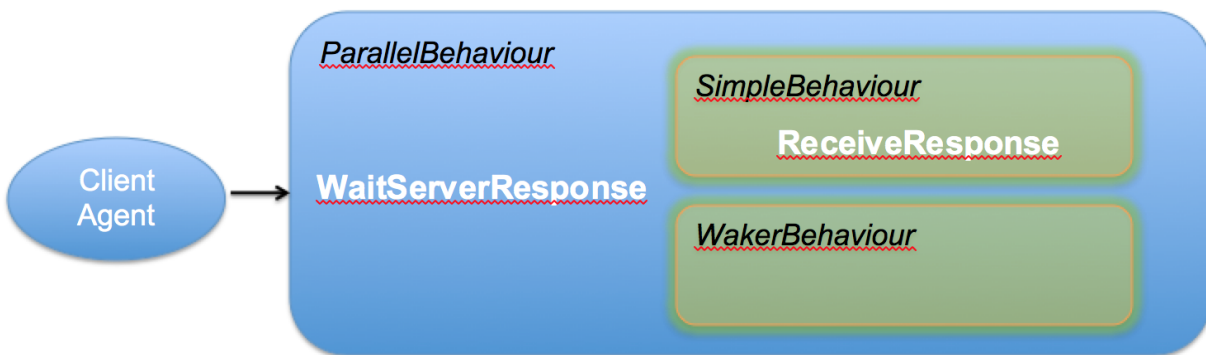 ParallelBehaviour
SimpleBehaviour
ReceiveResponse
Client
Agent
WaitServerResponse
WakerBehaviour